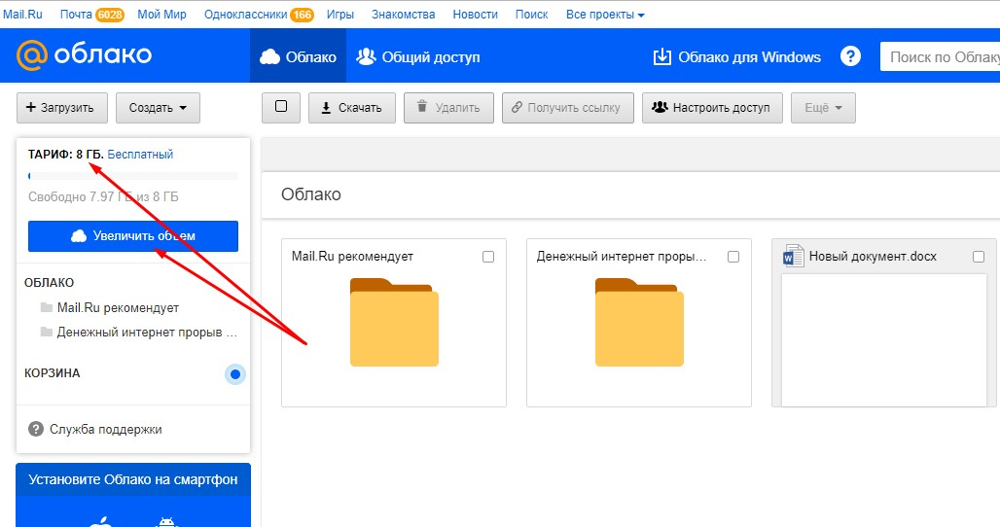 Mail.Ru Почта 6028 Мой Мир Одноклассники 166 Игры Знакомства Новости Поиск Все проекты
@ облако Облако Общий доступ Облако для Windows ? Поиск по Облаку
+ Загрузить Создать Скачать Удалить Получить ссылку Настроить доступ Ещё
ТАРИФ: 8 ГБ. Бесплатный
Свободно 7.97 ГБ из 8 ГБ
Увеличить объем
ОБЛАКО
Mail.Ru рекомендует
Денежный интернет прорыв ...
КОРЗИНА
? Служба поддержки
Установите Облако на смартфон
Облако
Mail.Ru рекомендует
Денежный интернет проры...
W Новый документ.docx